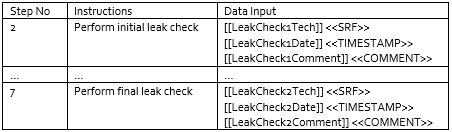 Step No Instructions Data Input
2 Perform initial leak check [[LeakCheck1Tech]] <<SRF>>
[[LeakCheck1Date]] <<TIMESTAMP>>
[[LeakCheck1Comment]] <<COMMENT>>
... ... ...
7 Perform final leak check [[LeakCheck2Tech]] <<SRF>>
[[LeakCheck2Date]] <<TIMESTAMP>>
[[LeakCheck2Comment]] <<COMMENT>>